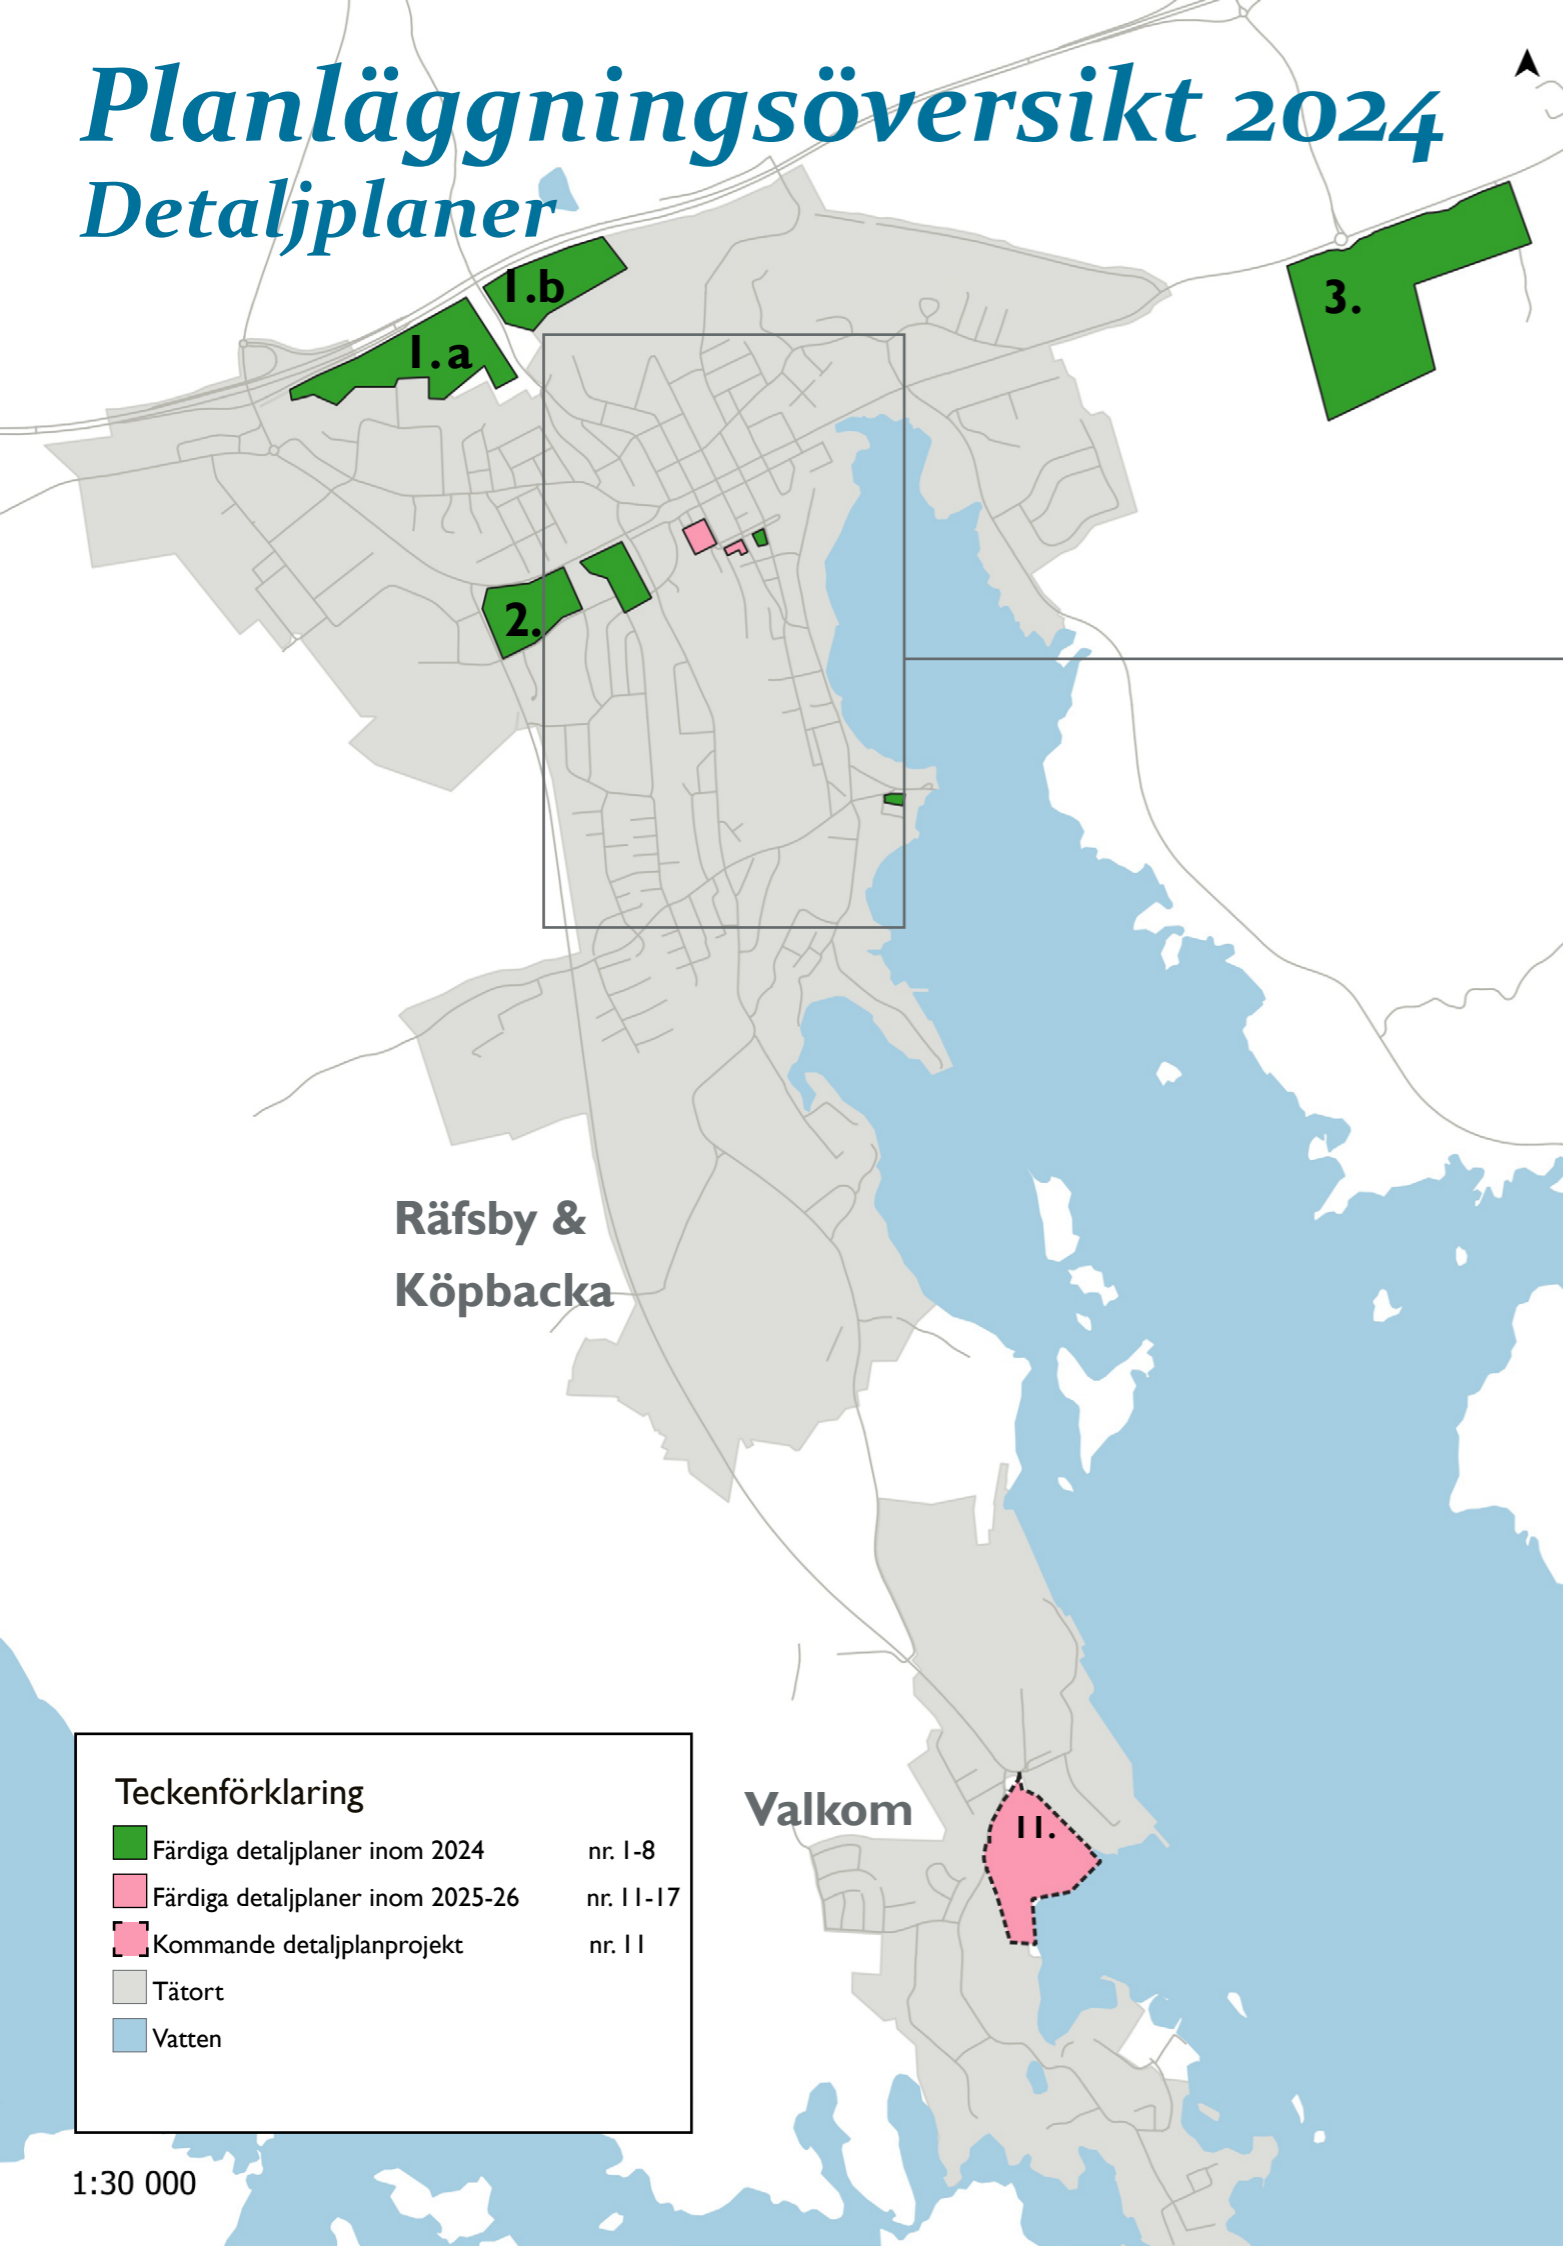 Planläggningsöversikt 2024
Detaljplaner
1.b
3.
1.a
2.
Räfsby &
Köpbacka
Valkom
11.
Teckenförklaring
Färdiga detaljplaner inom 2024 nr. 1-8
Färdiga detaljplaner inom 2025-26 nr. 11-17
Kommande detaljplanprojekt nr. 11
Tätort
Vatten
1:30 000